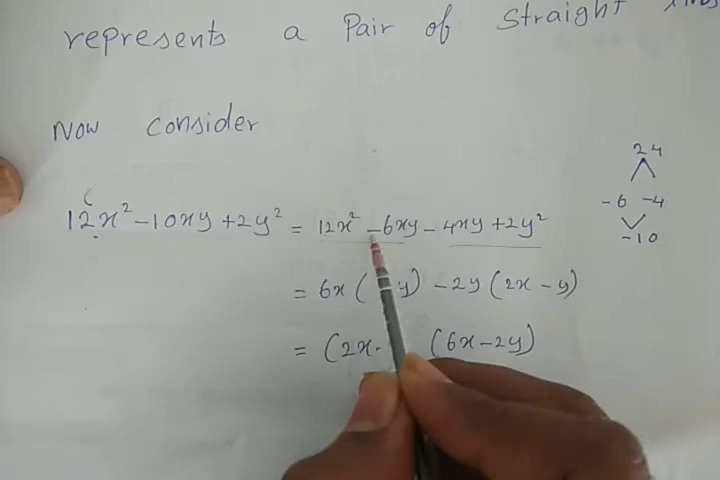 represents a Pair of Straight
Now consider
12x² - 10xy + 2y² = 12x² - 6xy - 4xy + 2y²
= 6x ( y) - 2y (2x - y)
= (2x - (6x - 2y)
24
-6 -4
-10